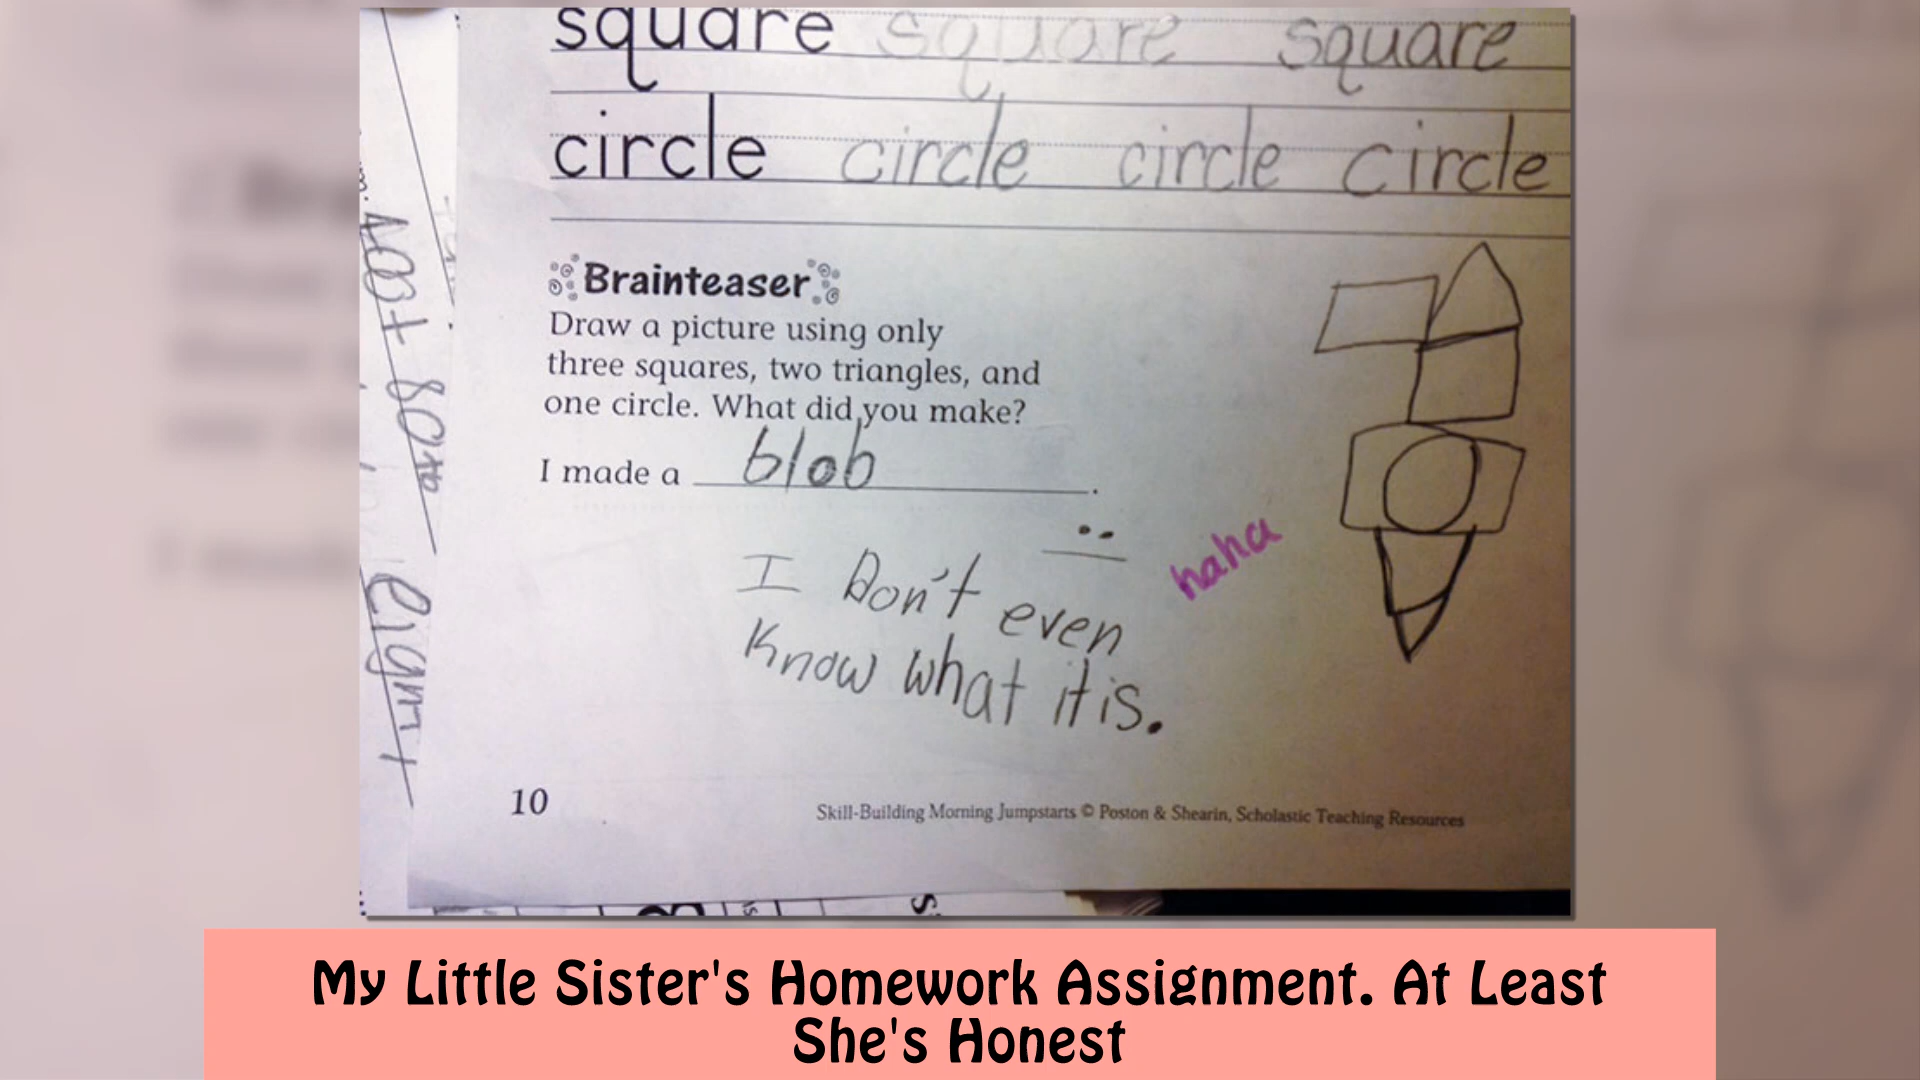 square square square
circle circle circle circle
Brainteaser
Draw a picture using only
three squares, two triangles, and
one circle. What did you make?
I made a blob.
haha
I Don't even
know what it is.
10
Skill-Building Morning Jumpstarts © Poston & Shearin, Scholastic Teaching Resources
My Little Sister's Homework Assignment. At Least
She's Honest